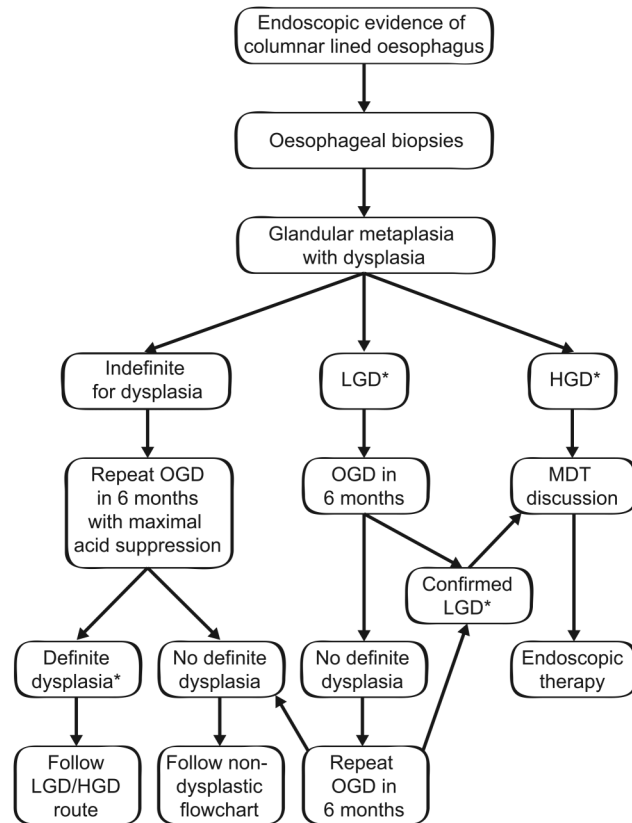 Endoscopic evidence of
columnar lined oesophagus
Oesophageal biopsies
Glandular metaplasia
with dysplasia
Indefinite
for dysplasia
LGD*
HGD*
Repeat OGD
in 6 months
with maximal
acid suppression
OGD in
6 months
MDT
discussion
Confirmed
LGD*
Definite
dysplasia*
No definite
dysplasia
No definite
dysplasia
Endoscopic
therapy
Follow
LGD/HGD
route
Follow non-
dysplastic
flowchart
Repeat
OGD in
6 months